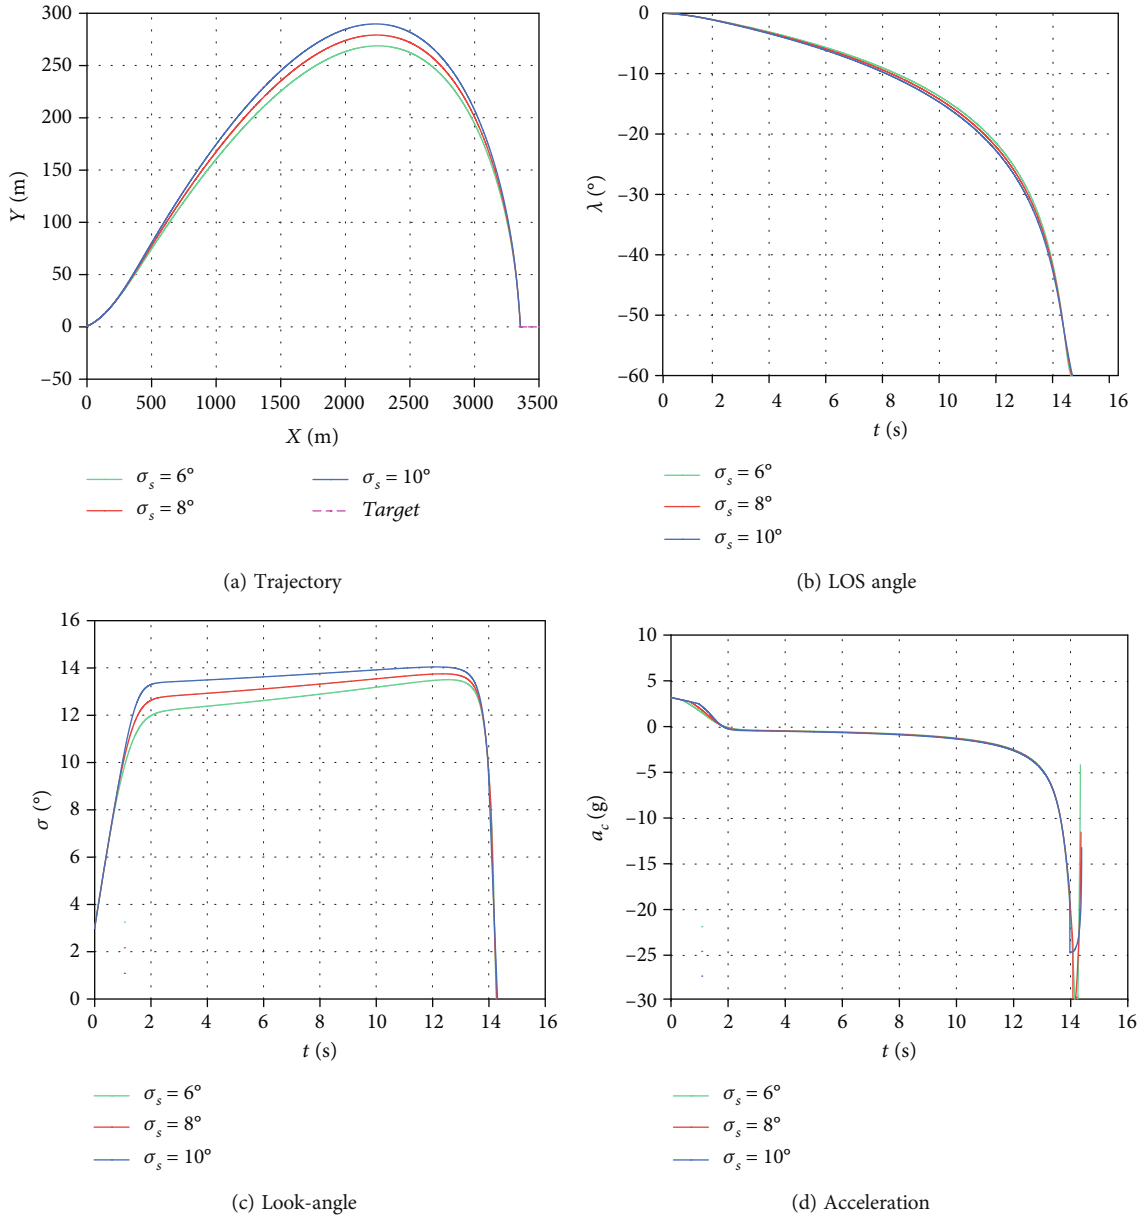 300
250
200
150
100
50
0
−50
Y (m)
0 500 1000 1500 2000 2500 3000 3500
X (m)
σs = 6°
σs = 8°
σs = 10°
Target
(a) Trajectory
0
−10
−20
−30
−40
−50
−60
λ (°)
0 2 4 6 8 10 12 14 16
t (s)
σs = 6°
σs = 8°
σs = 10°
(b) LOS angle
16
14
12
10
8
6
4
2
0
σ (°)
0 2 4 6 8 10 12 14 16
t (s)
σs = 6°
σs = 8°
σs = 10°
(c) Look-angle
10
5
0
−5
−10
−15
−20
−25
−30
ac (g)
0 2 4 6 8 10 12 14 16
t (s)
σs = 6°
σs = 8°
σs = 10°
(d) Acceleration